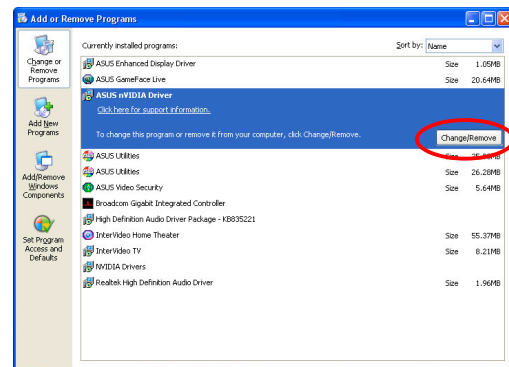 Add or Remove Programs
Change or
Remove
Programs
Add New
Programs
Add/Remove
Windows
Components
Set Program
Access and
Defaults
Currently installed programs:
Sort by: Name
ASUS Enhanced Display Driver Size 1.05MB
ASUS GameFace Live Size 20.64MB
ASUS nVIDIA Driver
Click here for support information.
To change this program or remove it from your computer, click Change/Remove.
Change/Remove
ASUS Utilities Size
ASUS Utilities Size 26.28MB
ASUS Video Security Size 5.64MB
Broadcom Gigabit Integrated Controller
High Definition Audio Driver Package - KB835221
InterVideo Home Theater Size 55.37MB
InterVideo TV Size 8.21MB
NVIDIA Drivers
Realtek High Definition Audio Driver Size 1.96MB